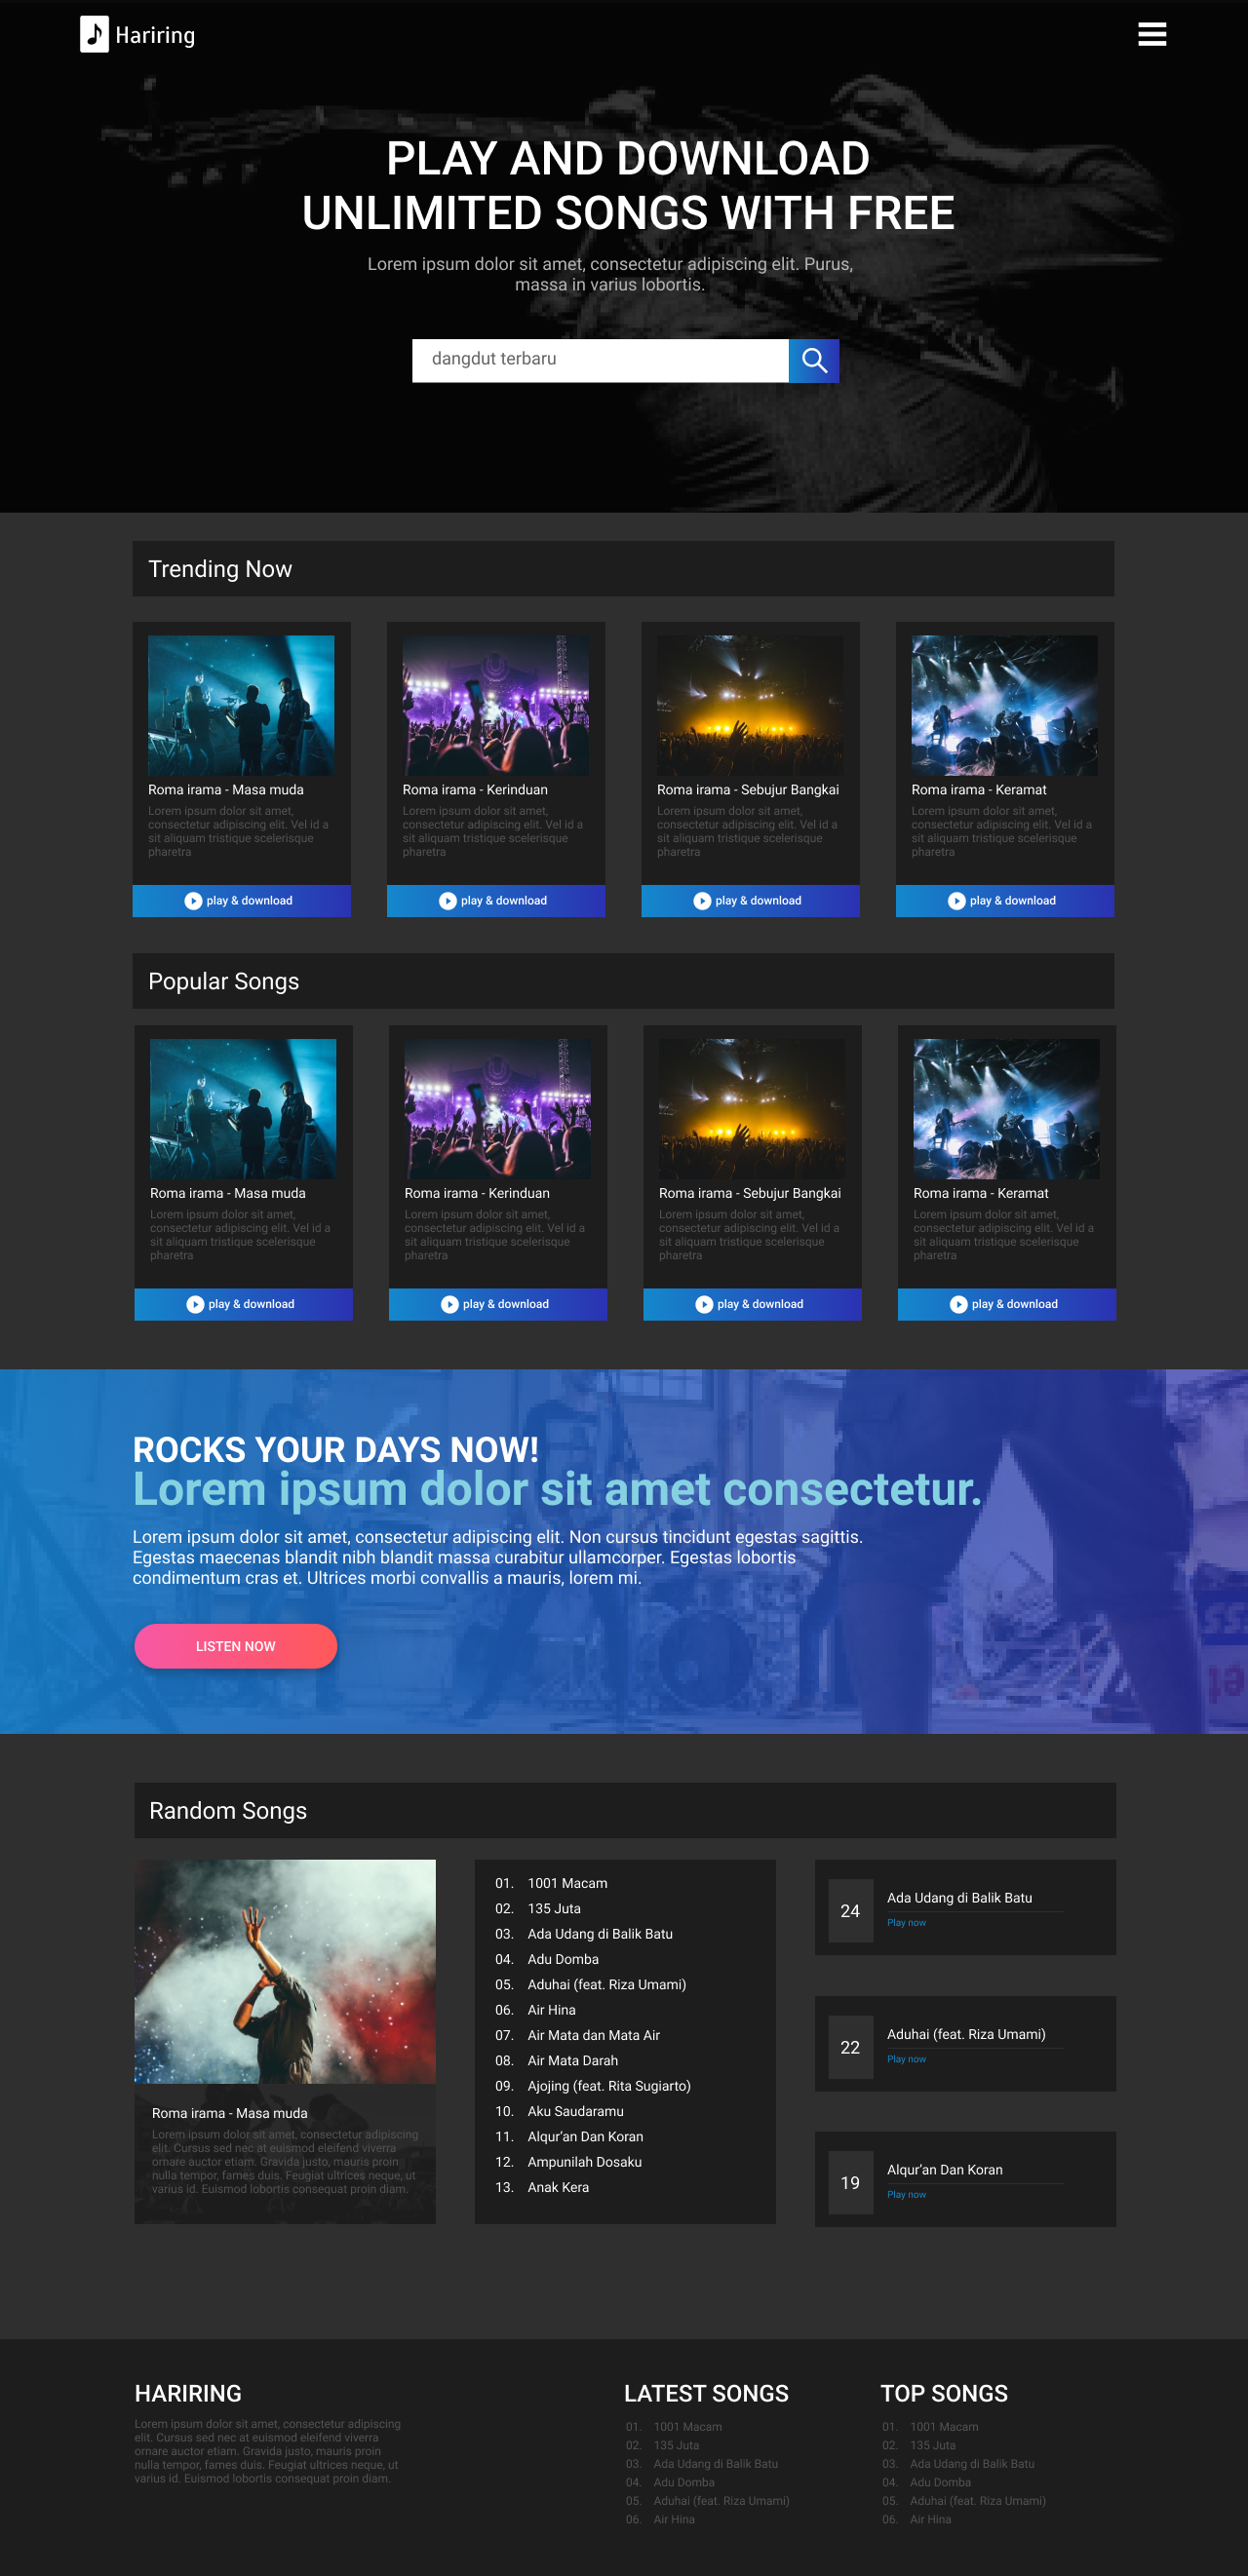 Hariring
PLAY AND DOWNLOAD
UNLIMITED SONGS WITH FREE
Lorem ipsum dolor sit amet, consectetur adipiscing elit. Purus,
massa in varius lobortis.
dangdut terbaru
Trending Now
Roma irama - Masa muda
Lorem ipsum dolor sit amet,
consectetur adipiscing elit. Vel id a
sit aliquam tristique scelerisque
pharetra
play & download
Roma irama - Kerinduan
Lorem ipsum dolor sit amet,
consectetur adipiscing elit. Vel id a
sit aliquam tristique scelerisque
pharetra
play & download
Roma irama - Sebujur Bangkai
Lorem ipsum dolor sit amet,
consectetur adipiscing elit. Vel id a
sit aliquam tristique scelerisque
pharetra
play & download
Roma irama - Keramat
Lorem ipsum dolor sit amet,
consectetur adipiscing elit. Vel id a
sit aliquam tristique scelerisque
pharetra
play & download
Popular Songs
Roma irama - Masa muda
Lorem ipsum dolor sit amet,
consectetur adipiscing elit. Vel id a
sit aliquam tristique scelerisque
pharetra
play & download
Roma irama - Kerinduan
Lorem ipsum dolor sit amet,
consectetur adipiscing elit. Vel id a
sit aliquam tristique scelerisque
pharetra
play & download
Roma irama - Sebujur Bangkai
Lorem ipsum dolor sit amet,
consectetur adipiscing elit. Vel id a
sit aliquam tristique scelerisque
pharetra
play & download
Roma irama - Keramat
Lorem ipsum dolor sit amet,
consectetur adipiscing elit. Vel id a
sit aliquam tristique scelerisque
pharetra
play & download
ROCKS YOUR DAYS NOW!
Lorem ipsum dolor sit amet consectetur.
Lorem ipsum dolor sit amet, consectetur adipiscing elit. Non cursus tincidunt egestas sagittis.
Egestas maecenas blandit nibh blandit massa curabitur ullamcorper. Egestas lobortis
condimentum cras et. Ultrices morbi convallis a mauris, lorem mi.
LISTEN NOW
Random Songs
Roma irama - Masa muda
Lorem ipsum dolor sit amet, consectetur adipiscing
elit. Cursus sed nec at euismod eleifend viverra
ornare auctor etiam. Gravida justo, mauris proin
nulla tempor, fames duis. Feugiat ultrices neque, ut
varius id. Euismod lobortis consequat proin diam.
01. 1001 Macam
02. 135 Juta
03. Ada Udang di Balik Batu
04. Adu Domba
05. Aduhai (feat. Riza Umami)
06. Air Hina
07. Air Mata dan Mata Air
08. Air Mata Darah
09. Ajojing (feat. Rita Sugiarto)
10. Aku Saudaramu
11. Alqur'an Dan Koran
12. Ampunilah Dosaku
13. Anak Kera
24
Ada Udang di Balik Batu
Play now
22
Aduhai (feat. Riza Umami)
Play now
19
Alqur'an Dan Koran
Play now
HARIRING
Lorem ipsum dolor sit amet, consectetur adipiscing
elit. Cursus sed nec at euismod eleifend viverra
ornare auctor etiam. Gravida justo, mauris proin
nulla tempor, fames duis. Feugiat ultrices neque, ut
varius id. Euismod lobortis consequat proin diam.
LATEST SONGS
01. 1001 Macam
02. 135 Juta
03. Ada Udang di Balik Batu
04. Adu Domba
05. Aduhai (feat. Riza Umami)
06. Air Hina
TOP SONGS
01. 1001 Macam
02. 135 Juta
03. Ada Udang di Balik Batu
04. Adu Domba
05. Aduhai (feat. Riza Umami)
06. Air Hina